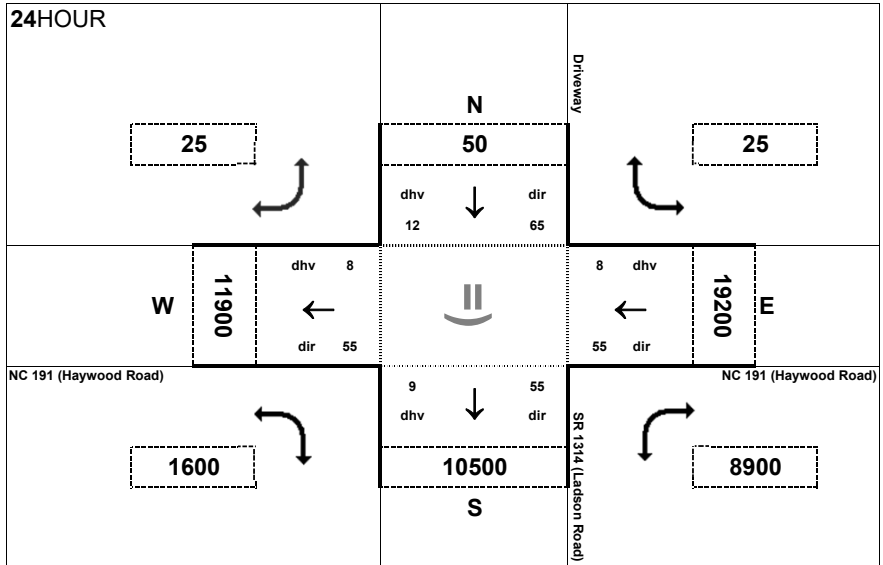 24HOUR
Driveway
N
25
50
25
dhv
dir
12
65
dhv 8
8 dhv
W
11900
19200
E
dir 55
55 dir
NC 191 (Haywood Road)
NC 191 (Haywood Road)
9
55
dhv
dir
SR 1314 (Ladson Road)
1600
10500
8900
S